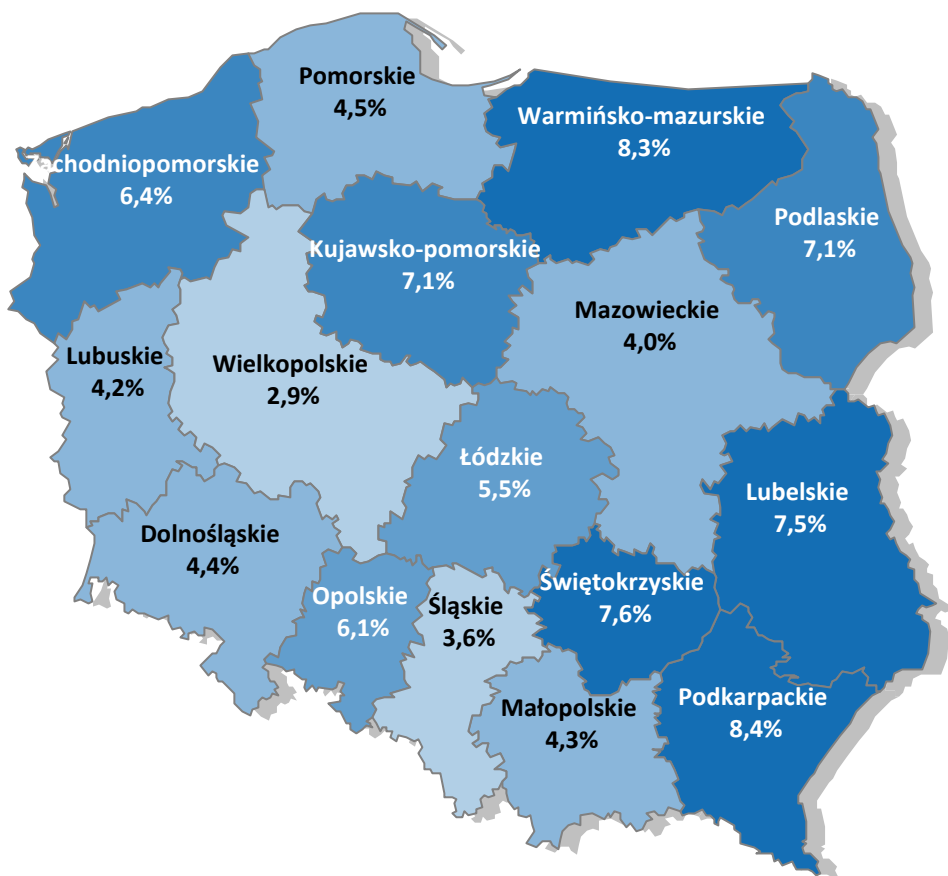 Pomorskie
4,5%
Warmińsko-mazurskie
8,3%
Zachodniopomorskie
6,4%
Podlaskie
7,1%
Kujawsko-pomorskie
7,1%
Mazowieckie
4,0%
Lubuskie
4,2%
Wielkopolskie
2,9%
Łódzkie
5,5%
Lubelskie
7,5%
Dolnośląskie
4,4%
Opolskie
6,1%
Śląskie
3,6%
Świętokrzyskie
7,6%
Małopolskie
4,3%
Podkarpackie
8,4%